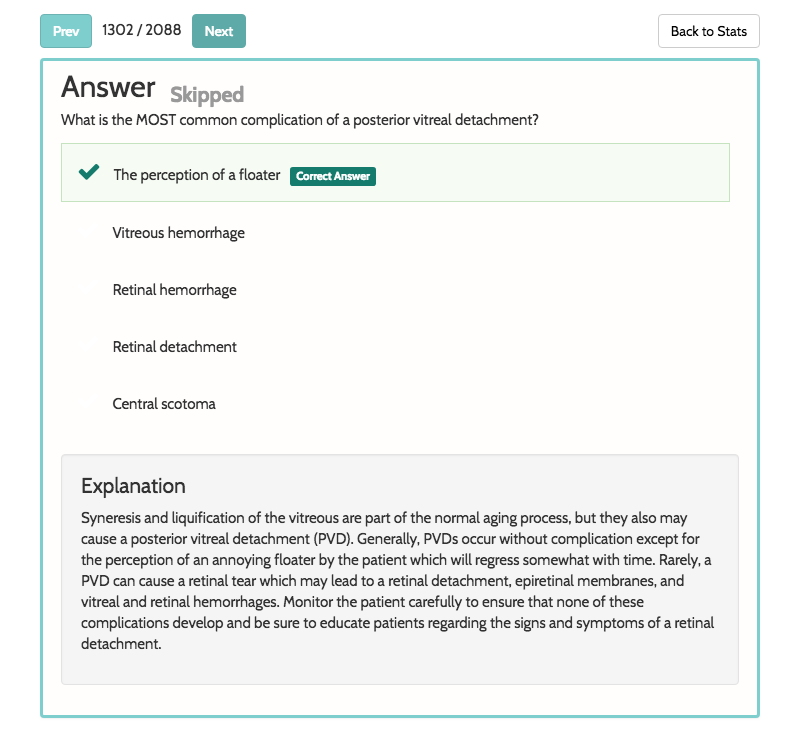 Prev 1302 / 2088 Next Back to Stats
Answer Skipped
What is the MOST common complication of a posterior vitreal detachment?
The perception of a floater Correct Answer
Vitreous hemorrhage
Retinal hemorrhage
Retinal detachment
Central scotoma
Explanation
Syneresis and liquification of the vitreous are part of the normal aging process, but they also may
cause a posterior vitreal detachment (PVD). Generally, PVDs occur without complication except for
the perception of an annoying floater by the patient which will regress somewhat with time. Rarely, a
PVD can cause a retinal tear which may lead to a retinal detachment, epiretinal membranes, and
vitreal and retinal hemorrhages. Monitor the patient carefully to ensure that none of these
complications develop and be sure to educate patients regarding the signs and symptoms of a retinal
detachment.